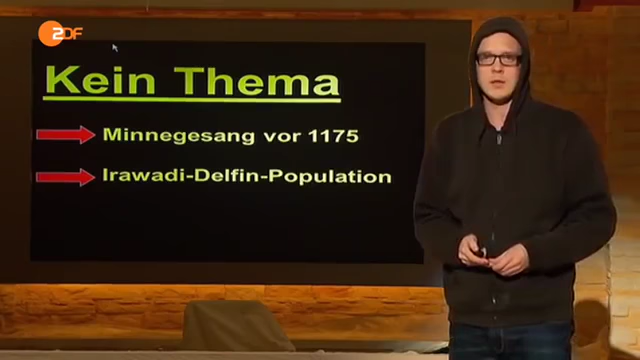 ZDF
Kein Thema
Minnegesang vor 1175
Irawadi-Delfin-Population